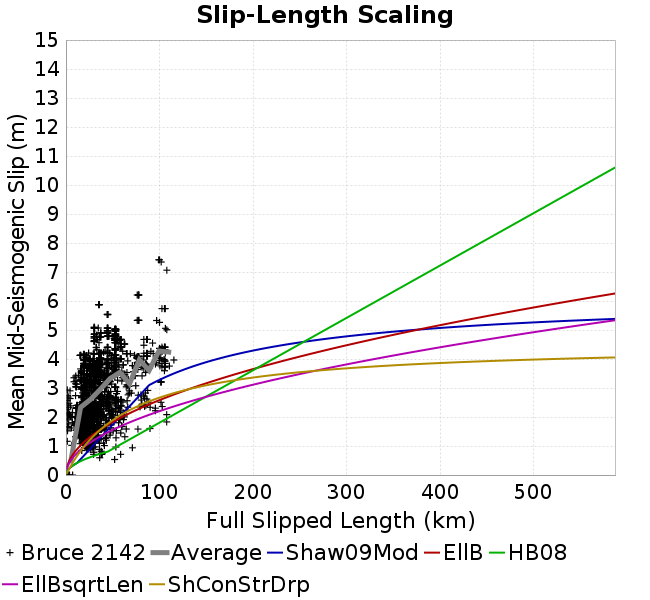 Slip-Length Scaling
Mean Mid-Seismogenic Slip (m)
15
14
13
12
11
10
9
8
7
6
5
4
3
2
1
0
0 100 200 300 400 500
Full Slipped Length (km)
Bruce 2142 Average Shaw09Mod EllB HB08
EllBsqrtLen ShConStrDrp